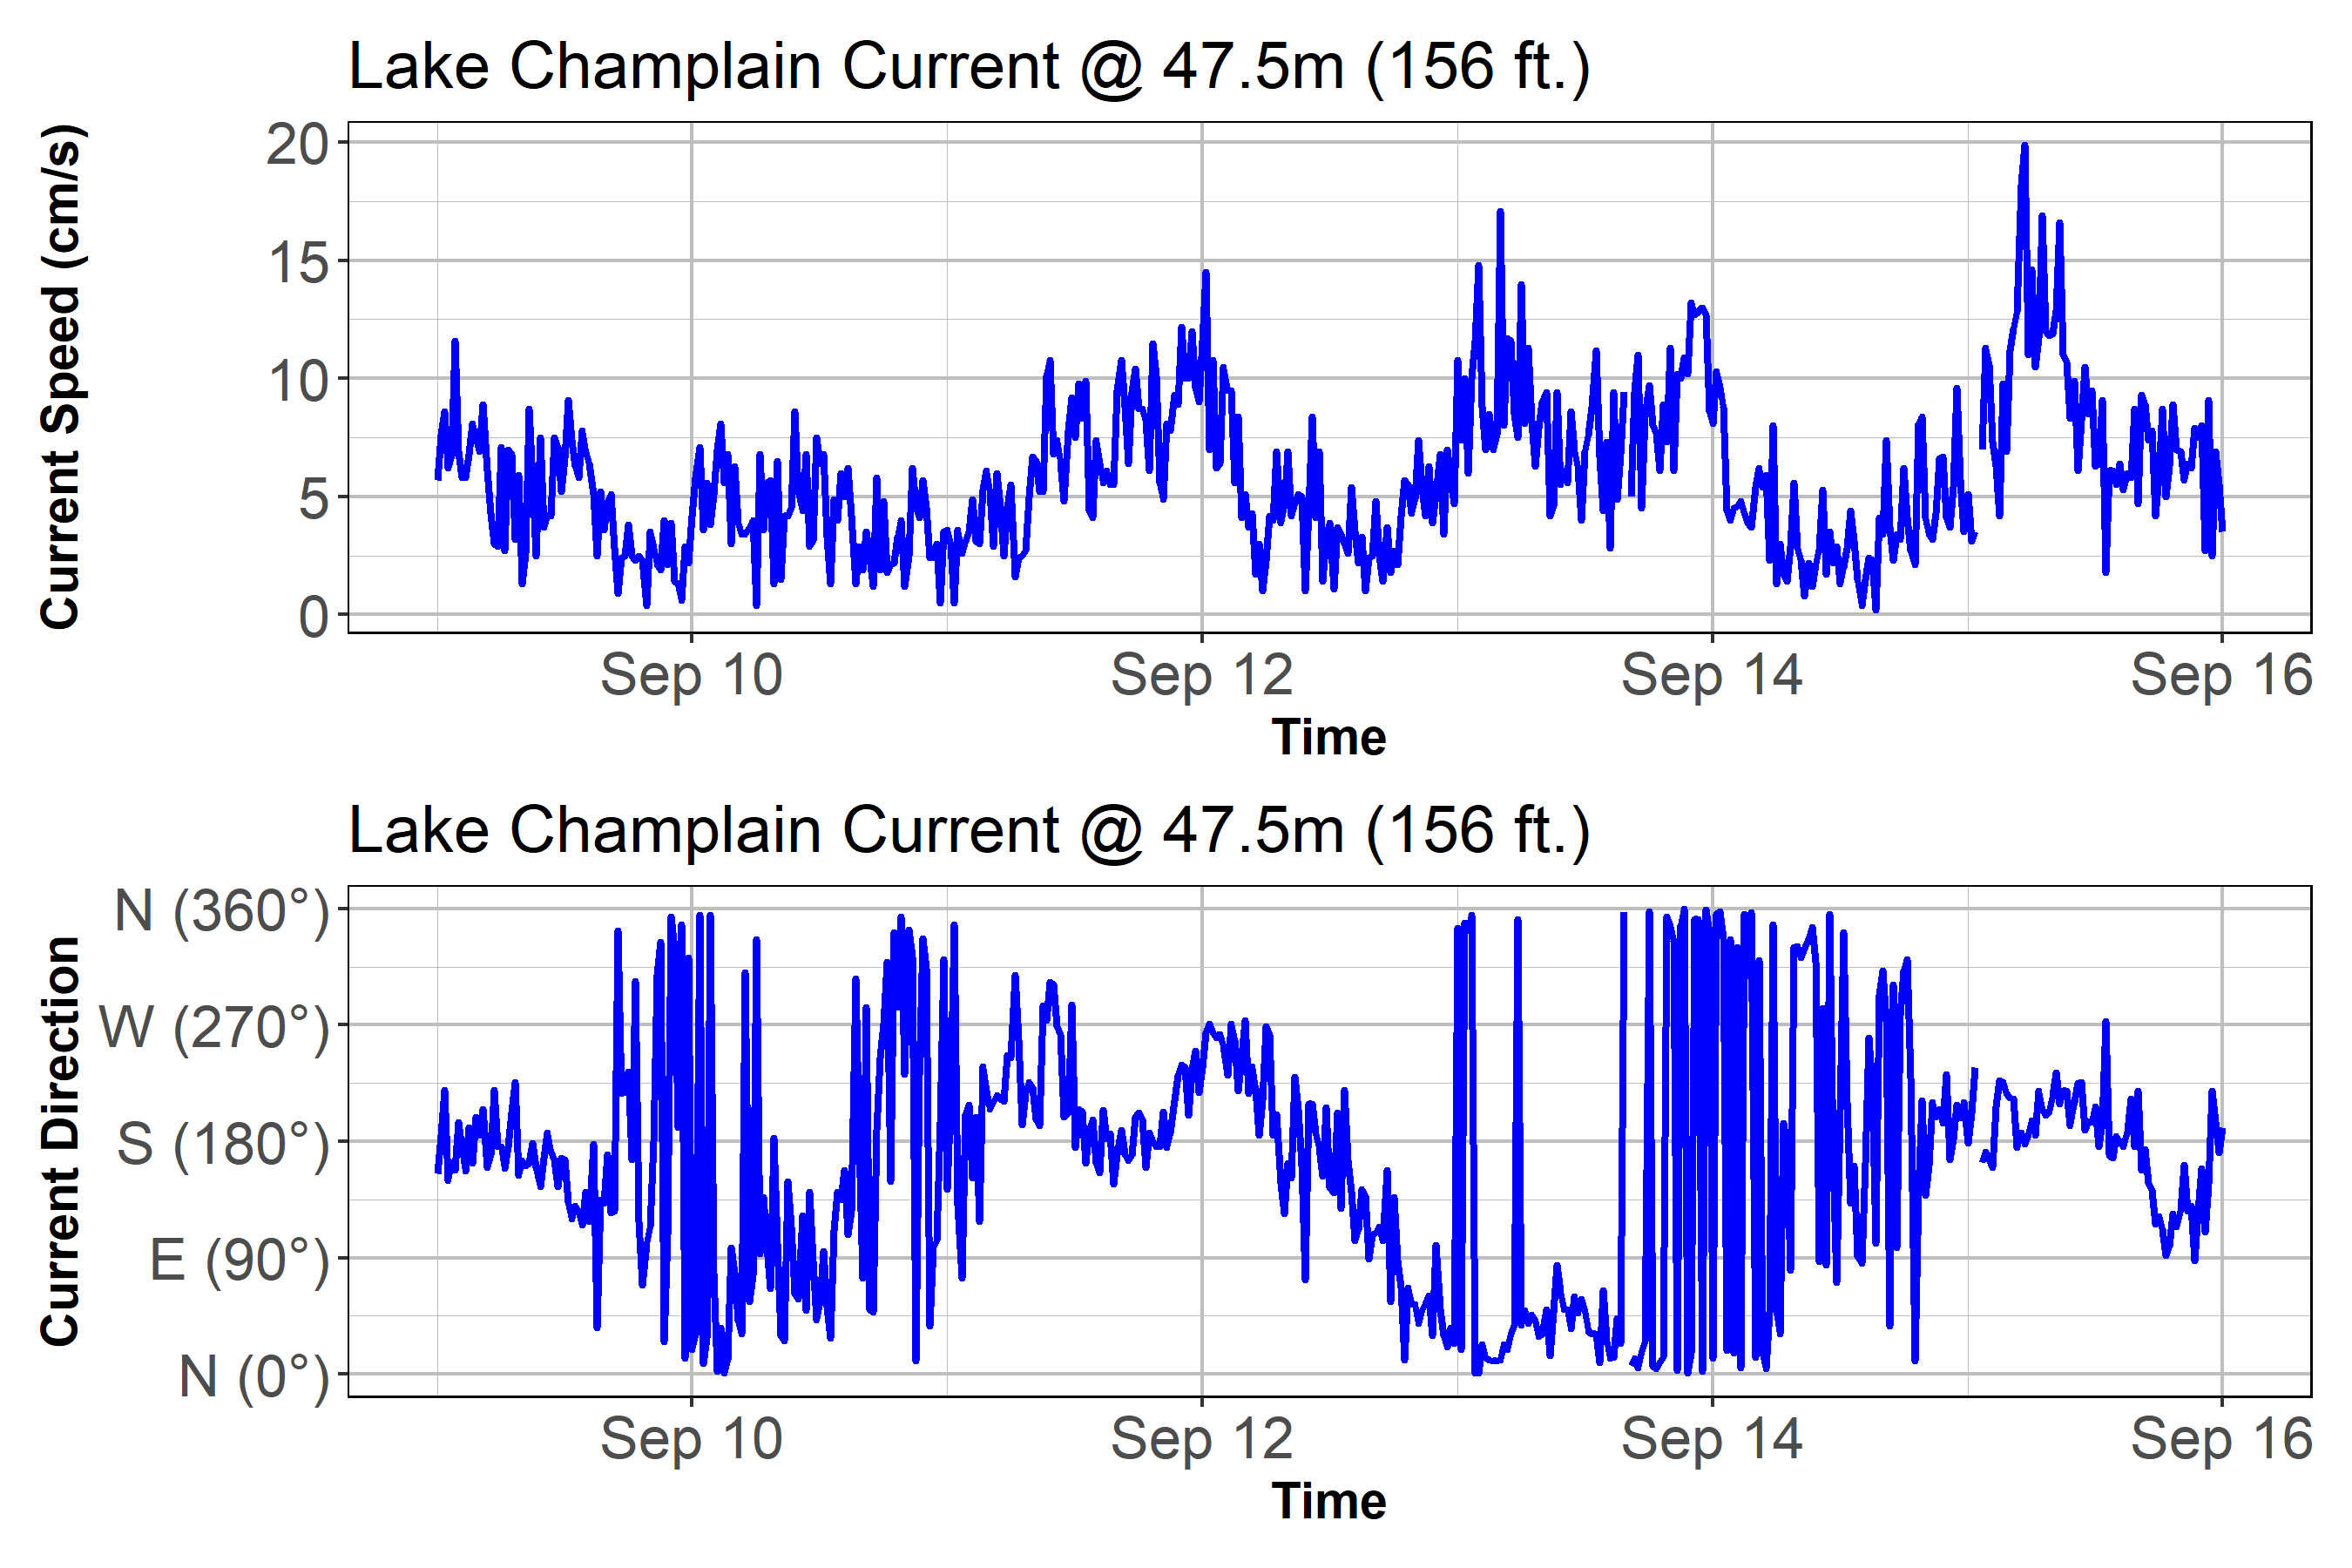 Lake Champlain Current @ 47.5m (156 ft.)
Current Speed (cm/s)
20
15
10
5
0
Sep 10 Sep 12 Sep 14 Sep 16
Time
Lake Champlain Current @ 47.5m (156 ft.)
Current Direction
N (360°)
W (270°)
S (180°)
E (90°)
N (0°)
Sep 10 Sep 12 Sep 14 Sep 16
Time